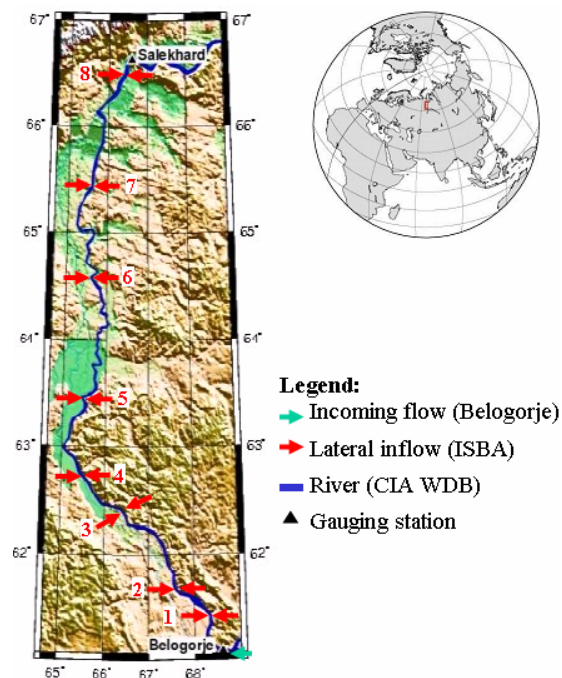 67° 67°
Salekhard
8
66° 66°
7
65° 65°
6
64° 64°
5
63° 63°
4
3
62° 62°
2
1
Belogorje
65° 66° 67° 68°
Legend:
Incoming flow (Belogorje)
Lateral inflow (ISBA)
River (CIA WDB)
Gauging station